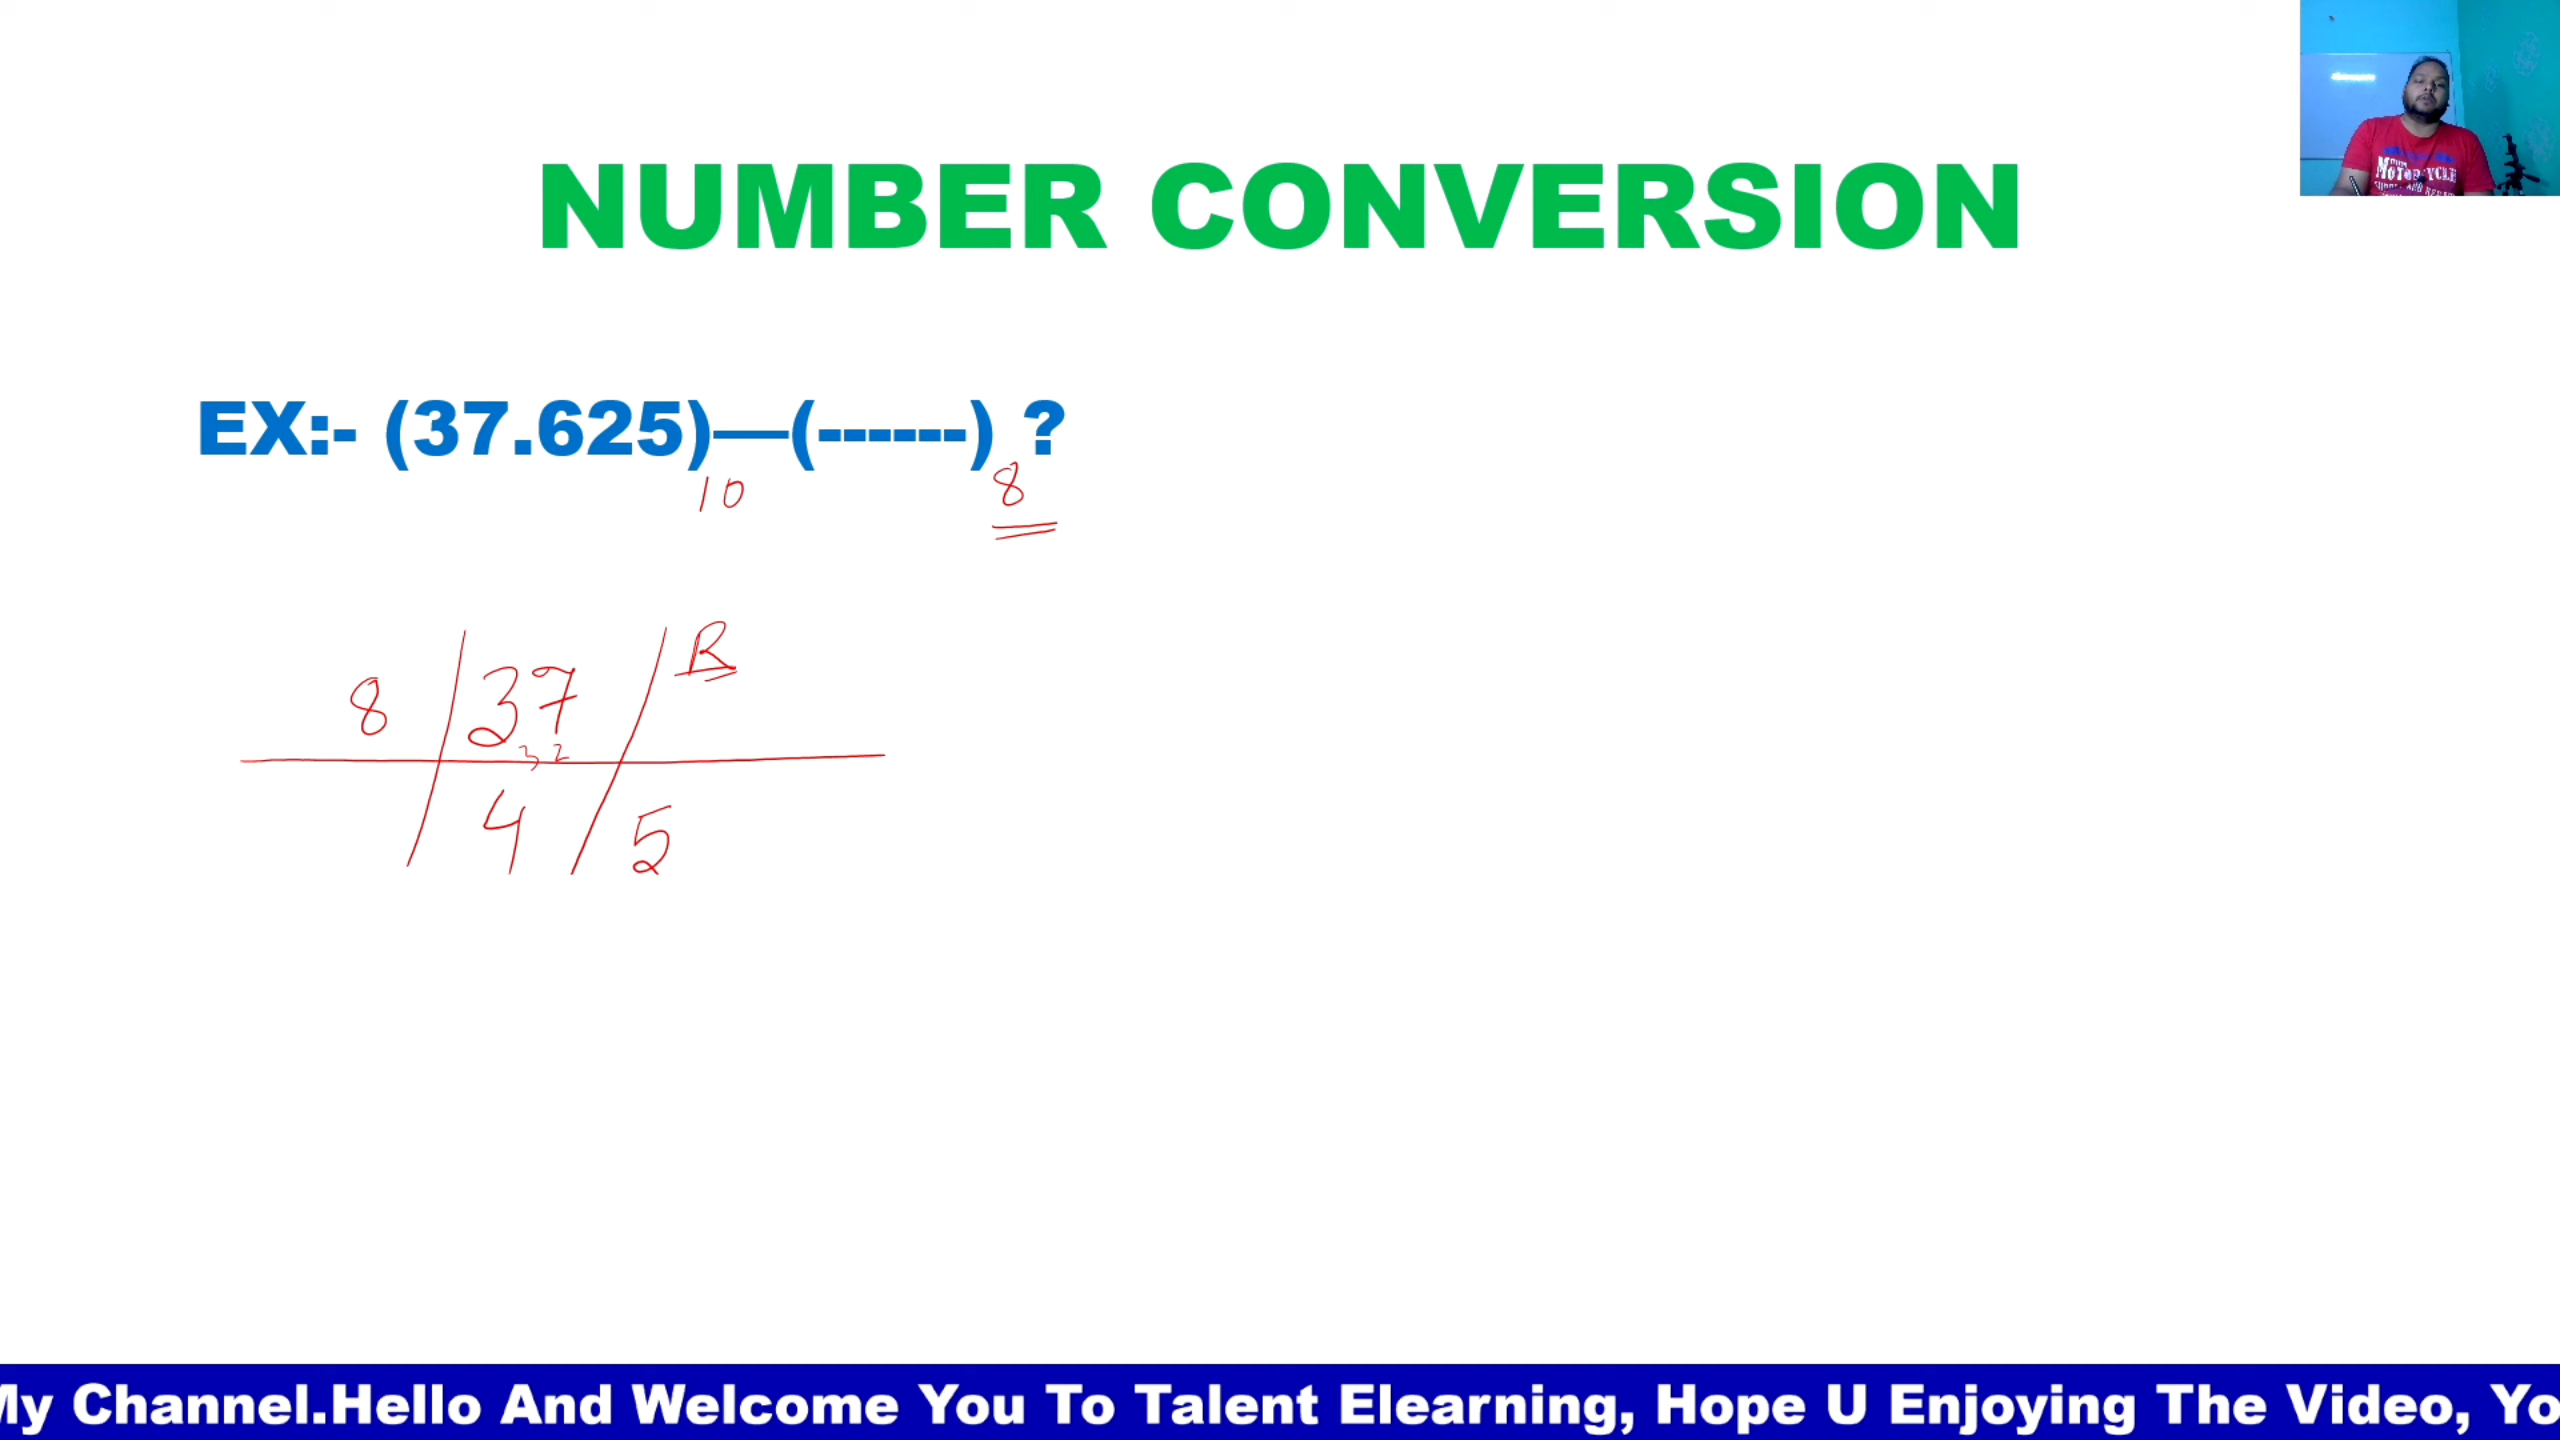 NUMBER CONVERSION
EX:- (37.625)—(------) ?
10 8
8 37 R
32
4 5
MOTORCYCLE
My Channel.Hello And Welcome You To Talent Elearning, Hope U Enjoying The Video, Yo